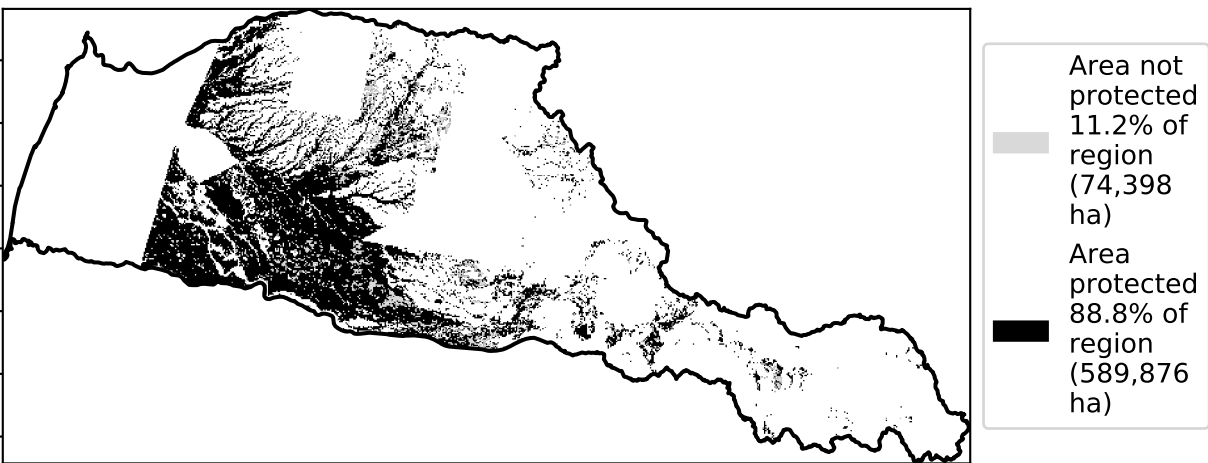 Area not
protected
11.2% of
region
(74,398
ha)
Area
protected
88.8% of
region
(589,876
ha)